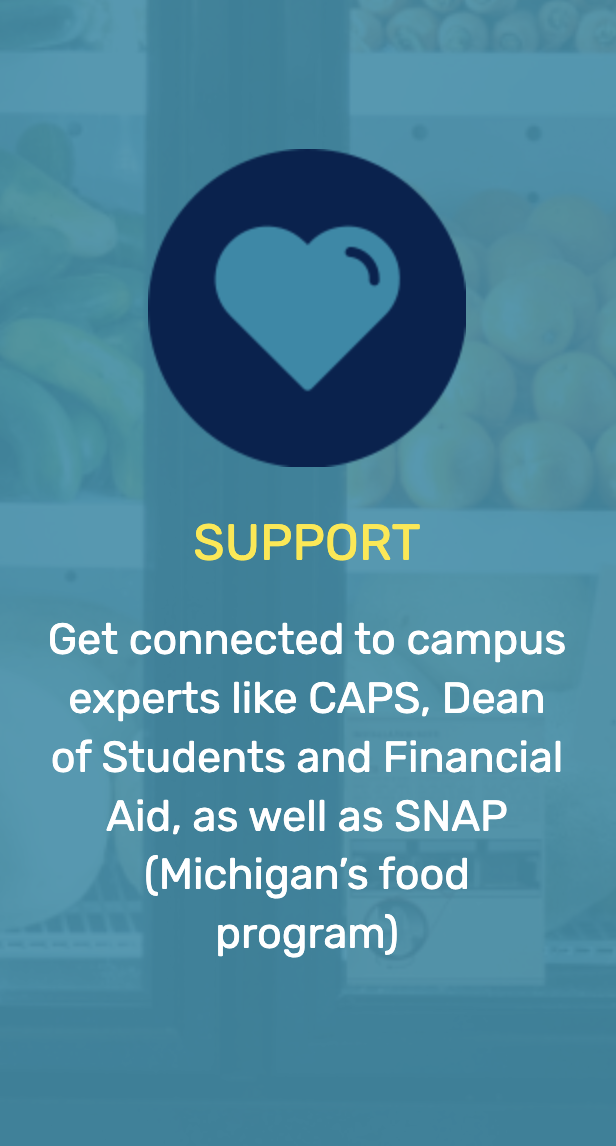 SUPPORT
Get connected to campus
experts like CAPS, Dean
of Students and Financial
Aid, as well as SNAP
(Michigan’s food
program)